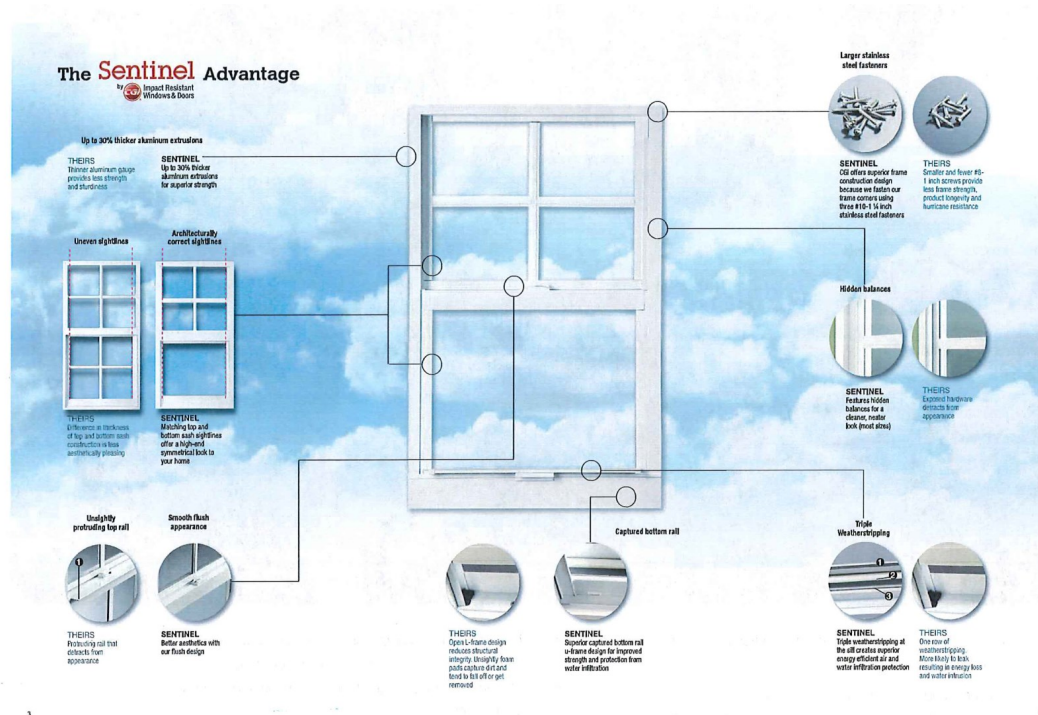 The Sentinel Advantage
by CGI Impact Resistant
Windows & Doors
Up to 30% thicker aluminum extrusions
THEIRS
Thinner aluminum gauge
provides less strength
and sturdiness
SENTINEL
Up to 30% thicker
aluminum extrusions
for superior strength
Uneven sightlines
Architecturally
correct sightlines
THEIRS
Difference in thickness
of top and bottom sash
construction is less
aesthetically pleasing
SENTINEL
Matching top and
bottom sash sightlines
offer a high-end
symmetrical look to
your home
Unsightly
protruding top rail
Smooth flush
appearance
1
THEIRS
Protruding rail that
detracts from
appearance
SENTINEL
Better aesthetics with
our flush design
Captured bottom rail
THEIRS
Open L-frame design
reduces structural
integrity. Unsightly foam
pads capture dirt and
tend to fall off or get
removed
SENTINEL
Superior captured bottom rail
u-frame design for improved
strength and protection from
water infiltration
Larger stainless
steel fasteners
SENTINEL
CGI offers superior frame
construction design
because we fasten our
frame corners using
three #10-1 ¼ inch
stainless steel fasteners
THEIRS
Smaller and fewer #8-
1 inch screws provide
less frame strength,
product longevity and
hurricane resistance
Hidden balances
SENTINEL
Features hidden
balances for a
cleaner, neater
look (most sizes)
THEIRS
Exposed hardware
detracts from
appearance
Triple
Weatherstripping
1
2
3
SENTINEL
Triple weatherstripping at
the sill creates superior
energy efficient air and
water infiltration protection
THEIRS
One row of
weatherstripping.
More likely to leak
resulting in energy loss
and water intrusion